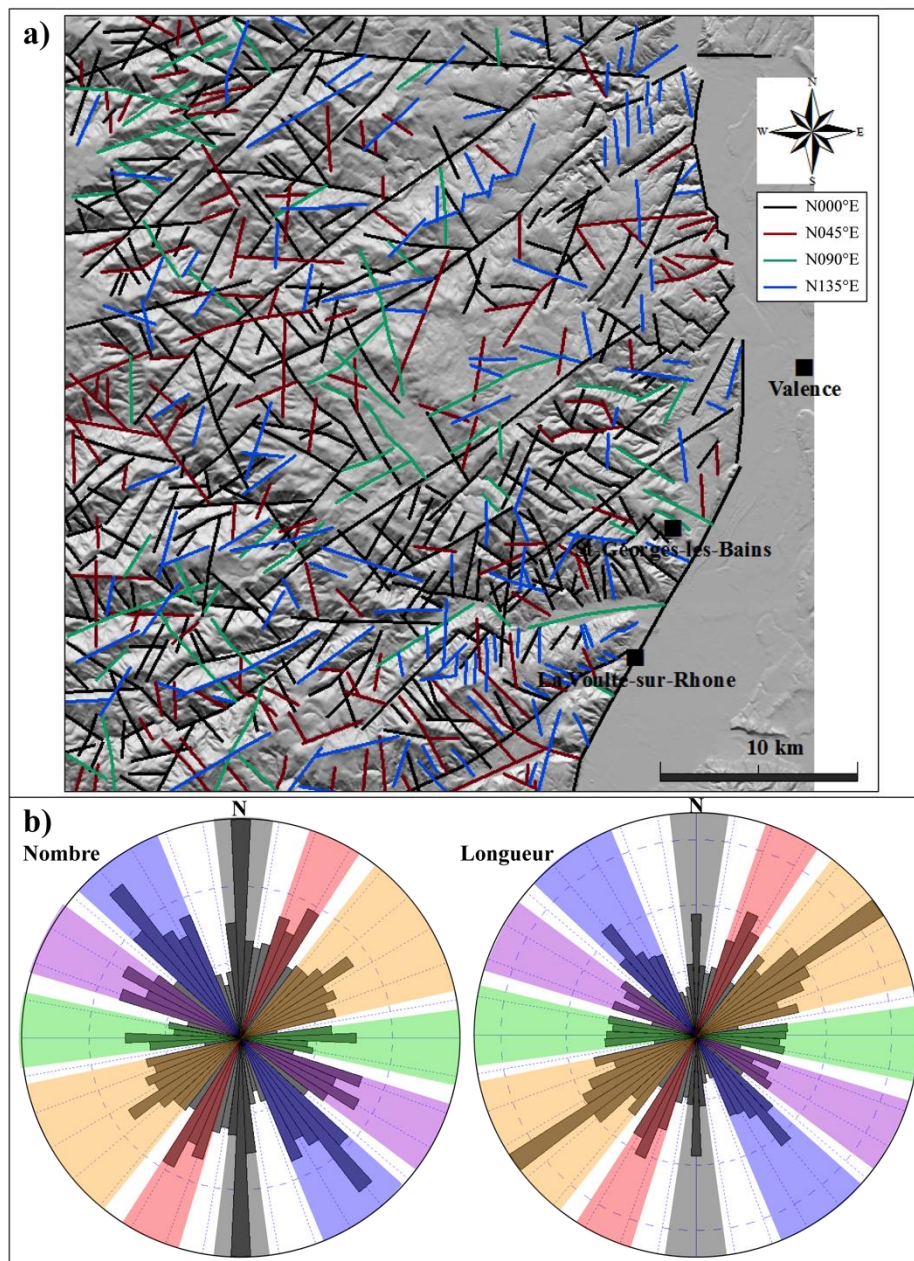 a)
N
W
E
S
N000°E
N045°E
N090°E
N135°E
Valence
St-Georges-les-Bains
La Voulte-sur-Rhone
10 km
b)
N
N
Nombre
Longueur